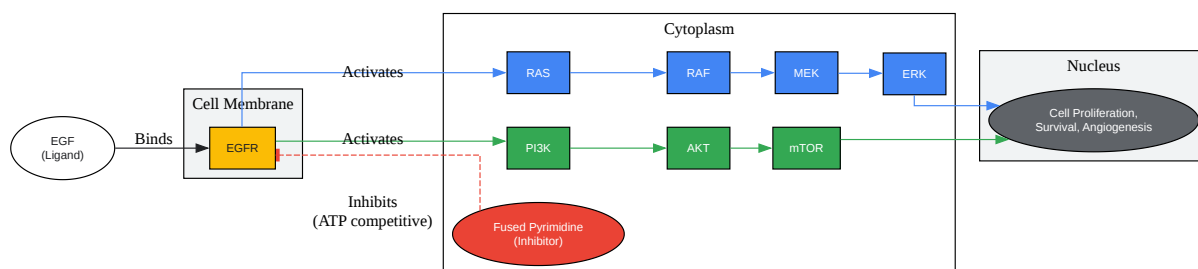 Cytoplasm
Activates
RAS
RAF
MEK
ERK
Nucleus
Cell Membrane
Cell Proliferation,
Survival, Angiogenesis
EGF
(Ligand)
Binds
EGFR
Activates
PI3K
AKT
mTOR
Inhibits
(ATP competitive)
Fused Pyrimidine
(Inhibitor)